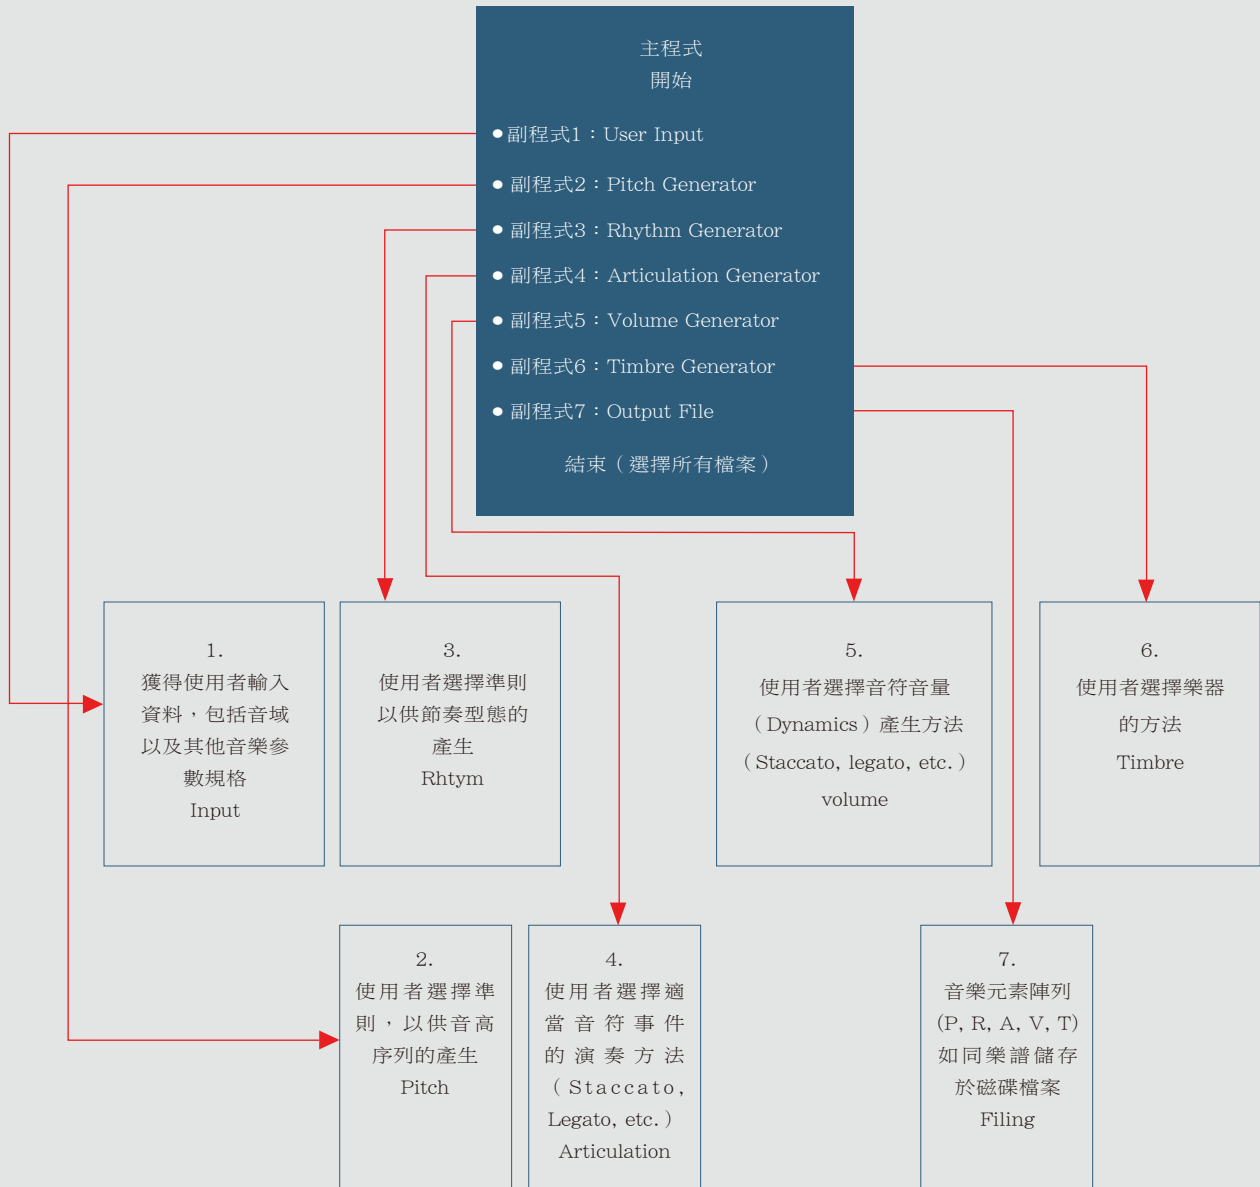 主程式
開始
●副程式1：User Input
●副程式2：Pitch Generator
●副程式3：Rhythm Generator
●副程式4：Articulation Generator
●副程式5：Volume Generator
●副程式6：Timbre Generator
●副程式7：Output File
結束（選擇所有檔案）
1.
獲得使用者輸入
資料，包括音域
以及其他音樂參
數規格
Input
3.
使用者選擇準則
以供節奏型態的
產生
Rhtym
5.
使用者選擇音符音量
（Dynamics）產生方法
（Staccato, legato, etc.）
volume
6.
使用者選擇樂器
的方法
Timbre
2.
使用者選擇準
則，以供音高
序列的產生
Pitch
4.
使用者選擇適
當音符事件
的演奏方法
（Staccato,
Legato, etc.）
Articulation
7.
音樂元素陣列
(P, R, A, V, T)
如同樂譜儲存
於磁碟檔案
Filing